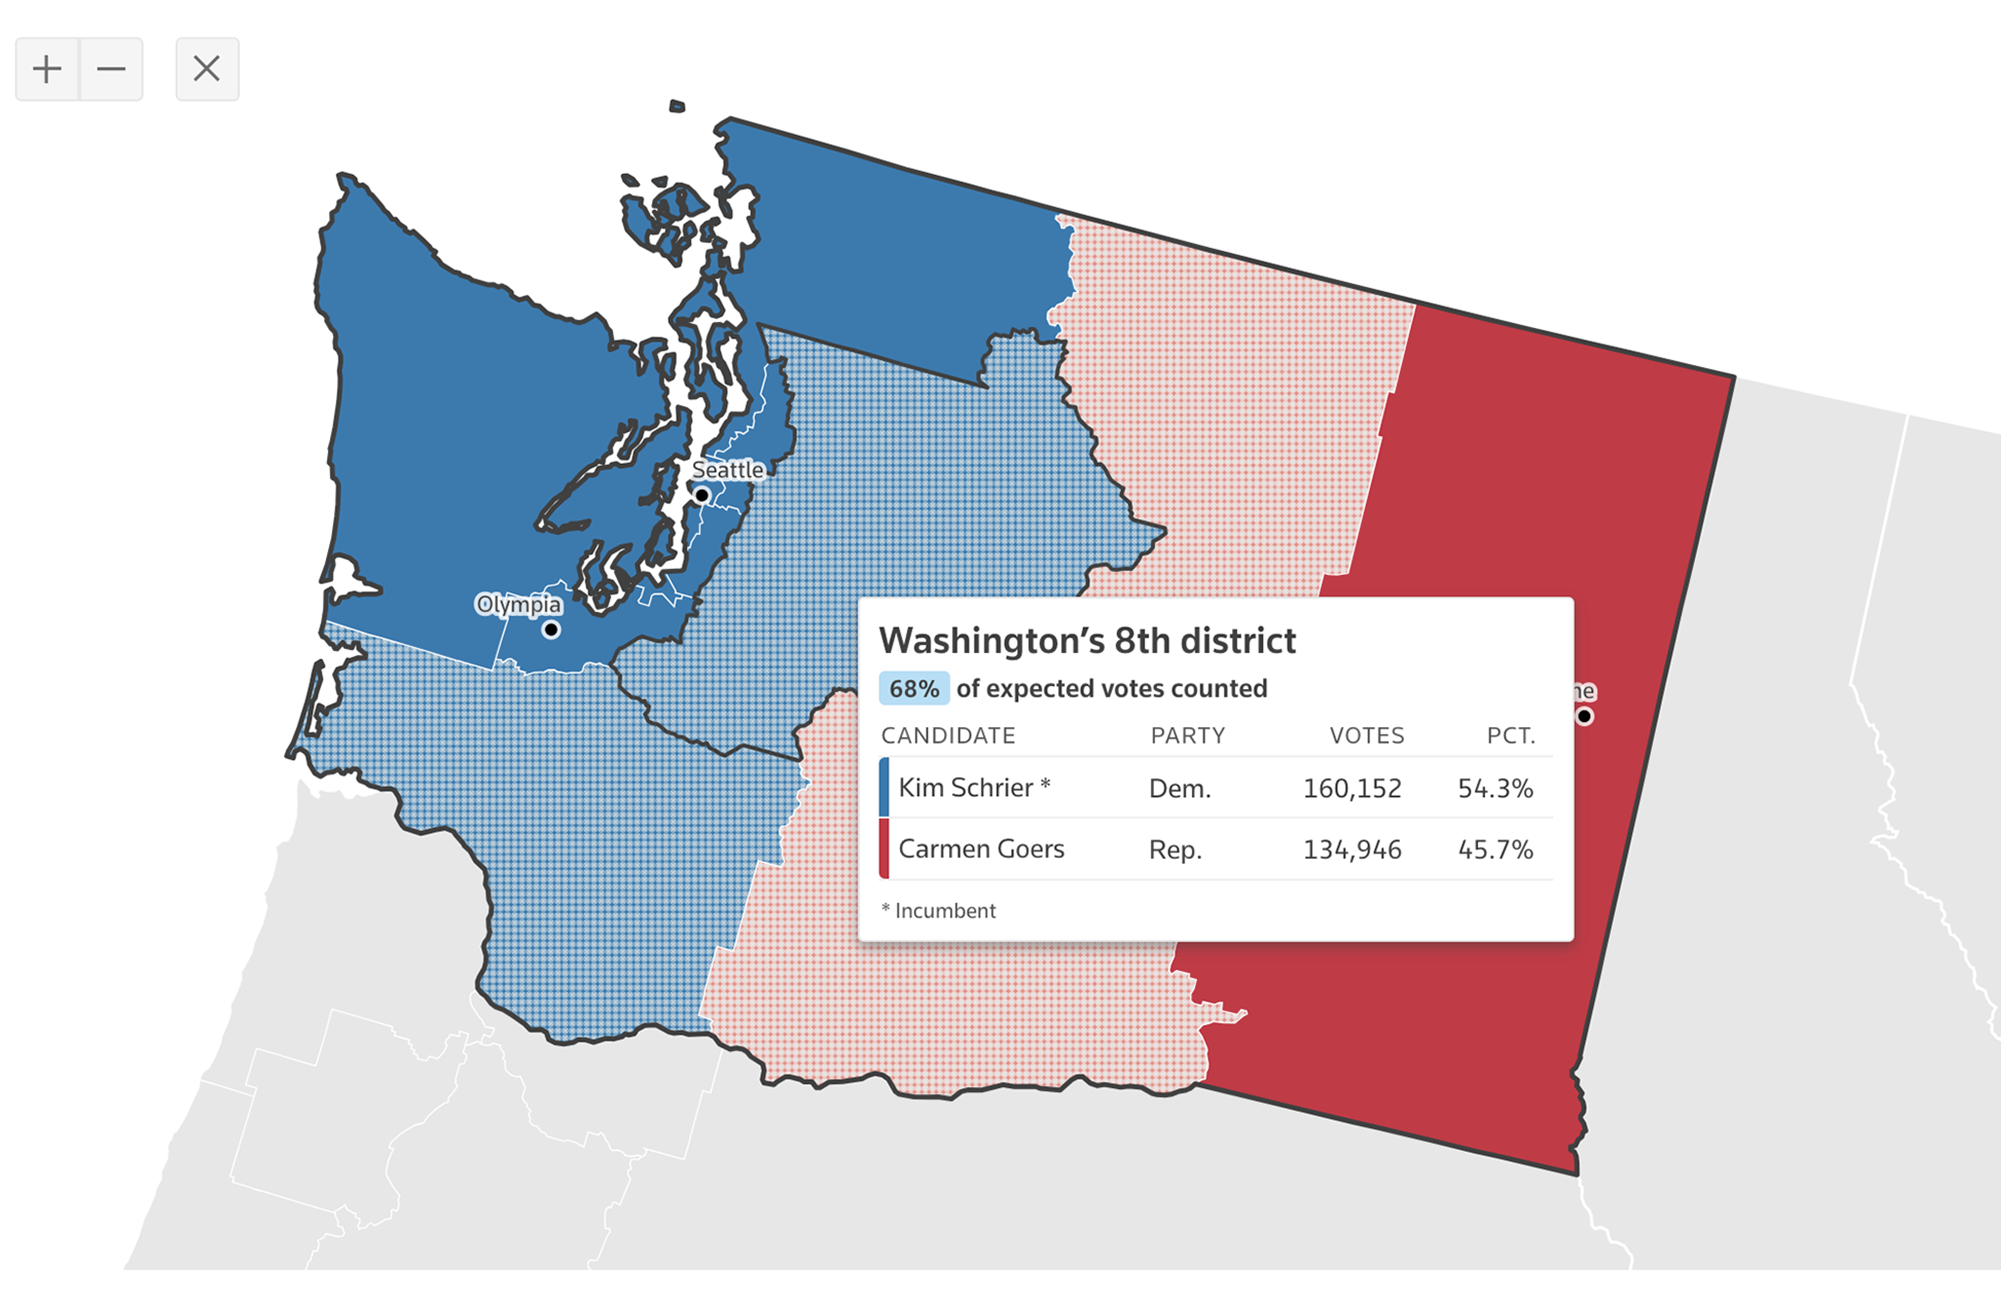 Seattle
Olympia
Washington’s 8th district
68% of expected votes counted
CANDIDATE PARTY VOTES PCT.
Kim Schrier * Dem. 160,152 54.3%
Carmen Goers Rep. 134,946 45.7%
* Incumbent